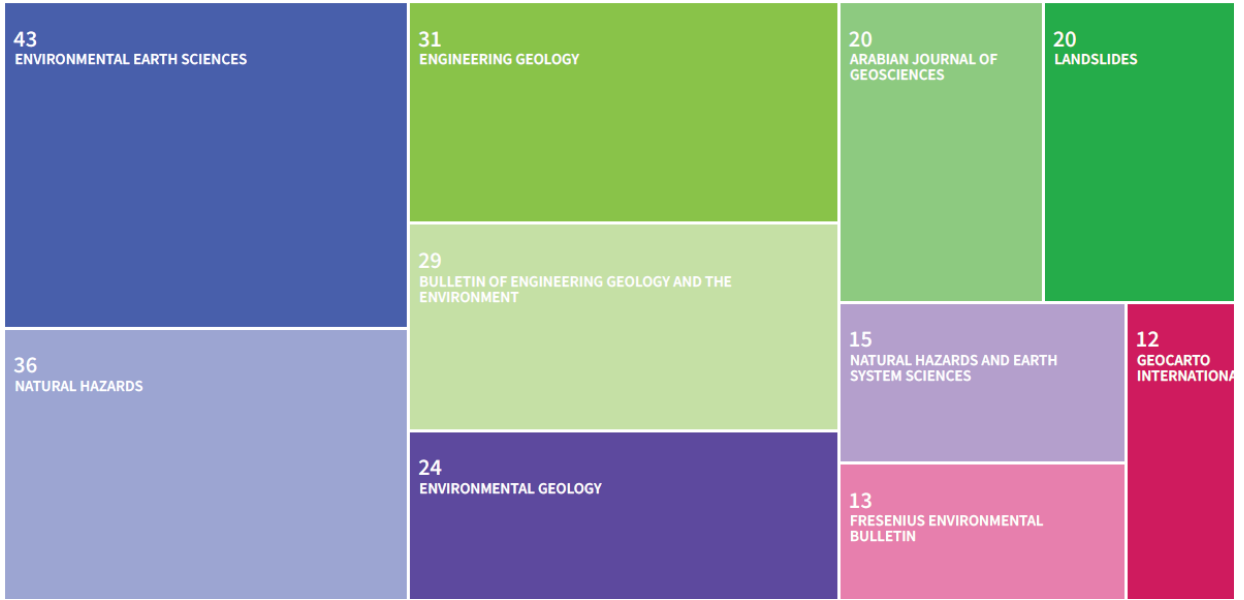 43
ENVIRONMENTAL EARTH SCIENCES
36
NATURAL HAZARDS
31
ENGINEERING GEOLOGY
29
BULLETIN OF ENGINEERING GEOLOGY AND THE
ENVIRONMENT
24
ENVIRONMENTAL GEOLOGY
20
ARABIAN JOURNAL OF
GEOSCIENCES
20
LANDSLIDES
15
NATURAL HAZARDS AND EARTH
SYSTEM SCIENCES
13
FRESENIUS ENVIRONMENTAL
BULLETIN
12
GEOCARTO
INTERNATIONA